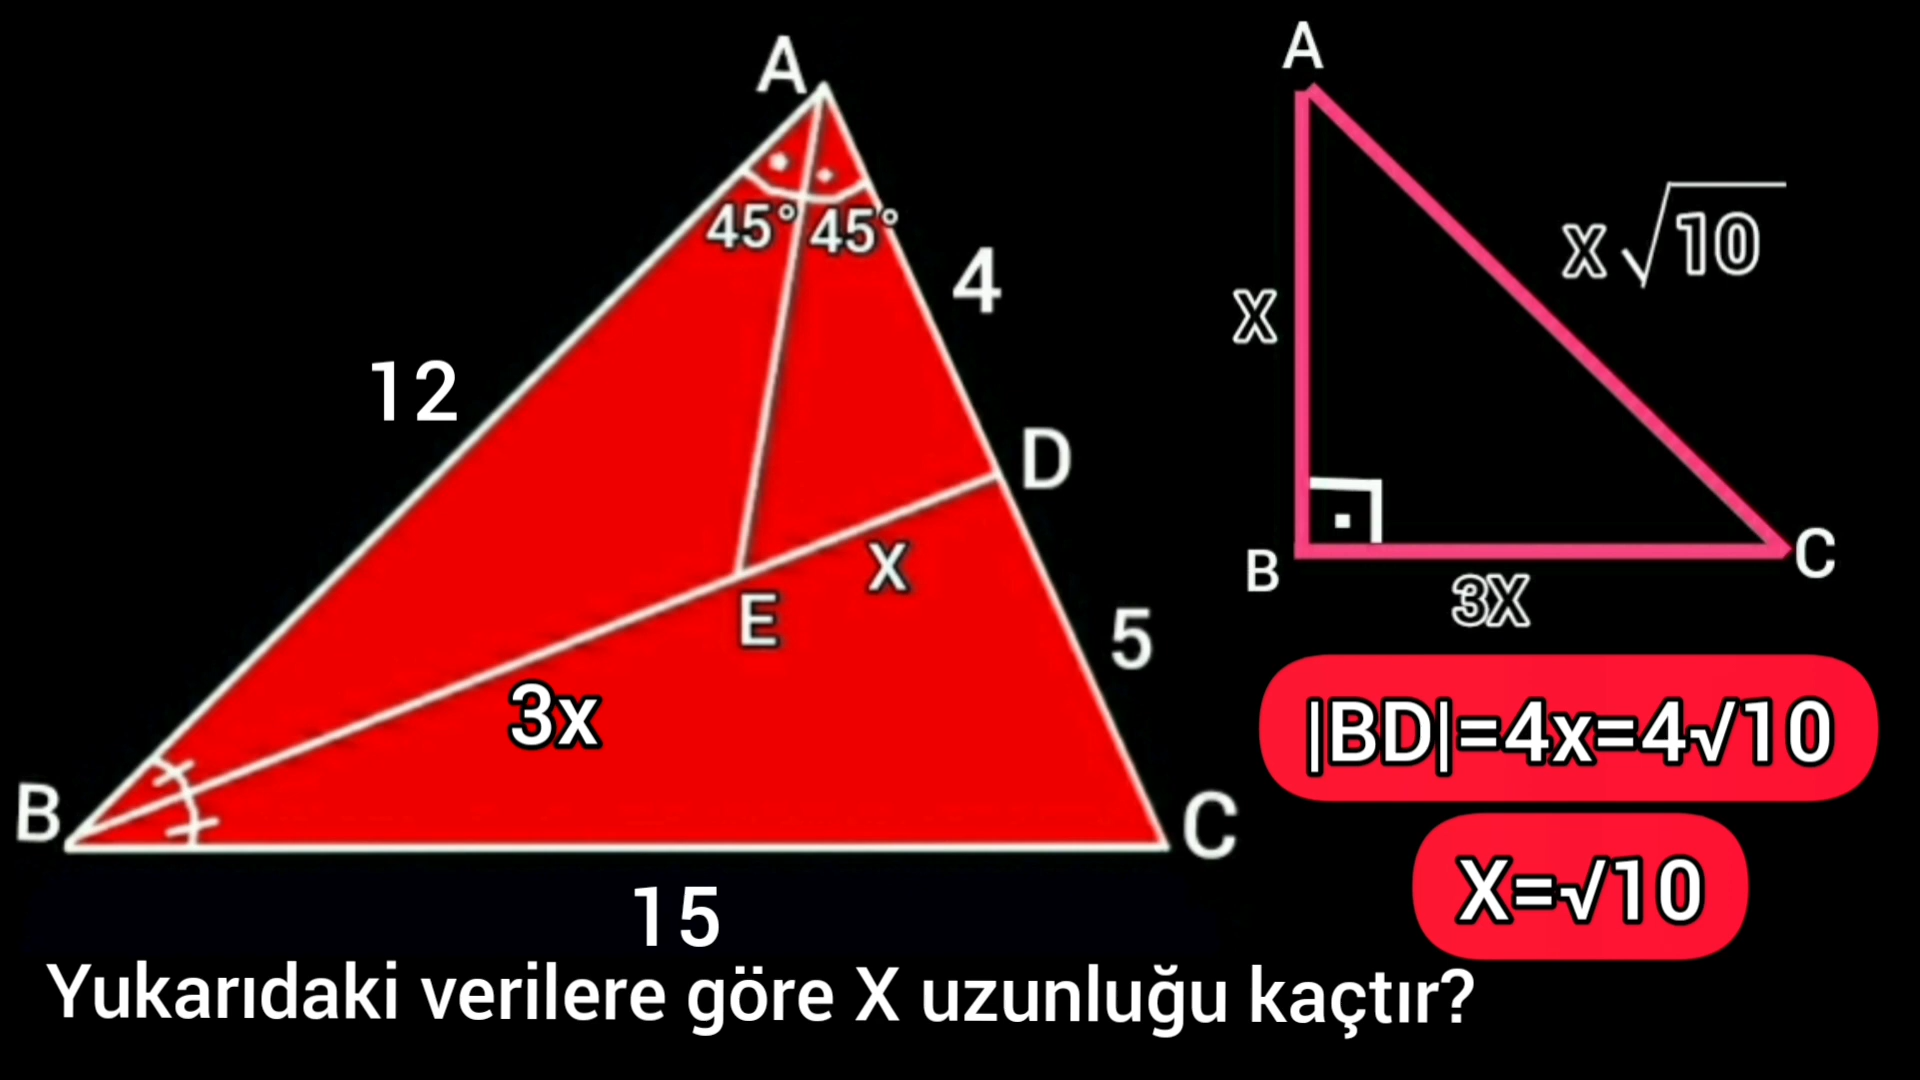 A
45° 45°
4
12
D
x
E
5
3x
B
C
15
A
x √10
X
B
C
3X
|BD|=4x=4√10
X=√10
Yukarıdaki verilere göre X uzunluğu kaçtır?